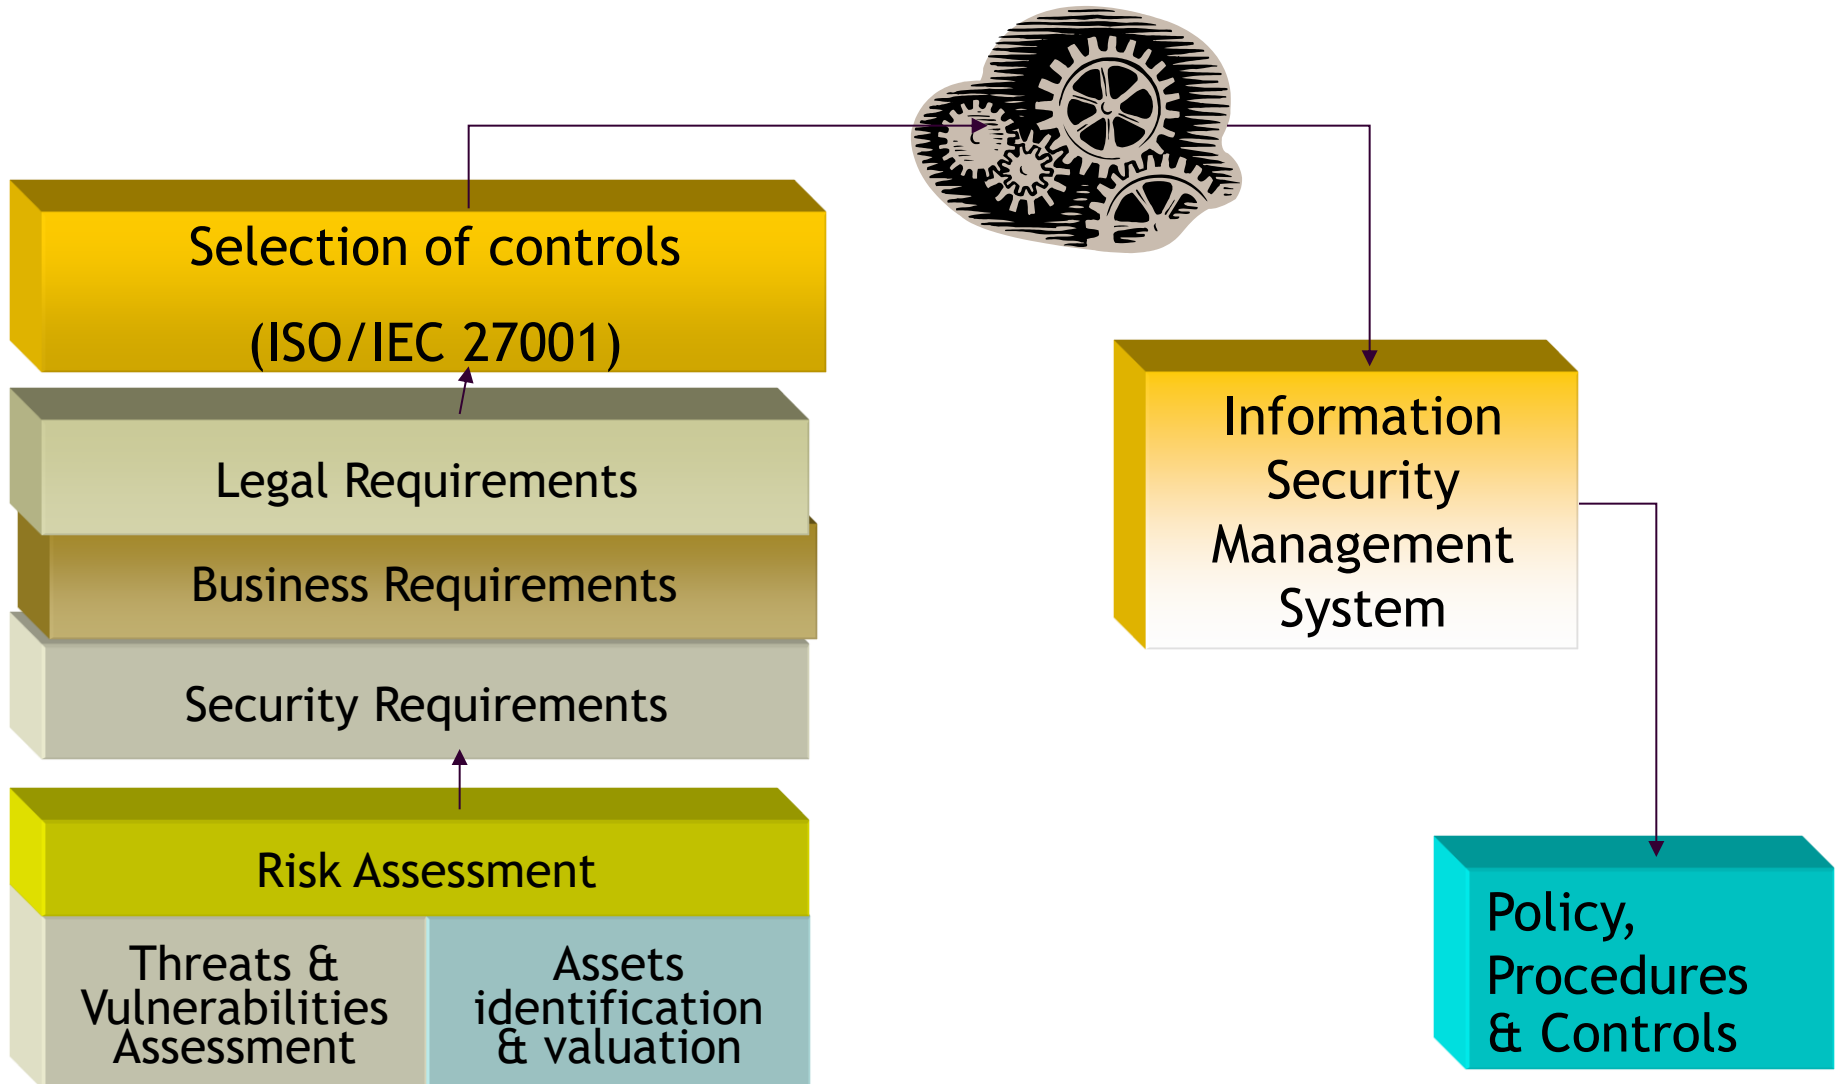 Selection of controls
(ISO/IEC 27001)
Legal Requirements
Business Requirements
Security Requirements
Risk Assessment
Threats &
Vulnerabilities
Assessment
Assets
identification
& valuation
Information
Security
Management
System
Policy,
Procedures
& Controls